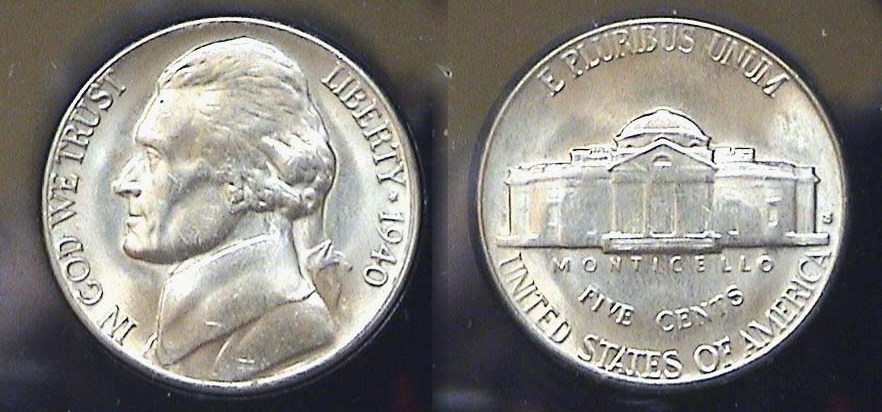 IN GOD WE TRUST
LIBERTY ★ 1940
E PLURIBUS UNUM
MONTICELLO
FIVE CENTS
UNITED STATES OF AMERICA